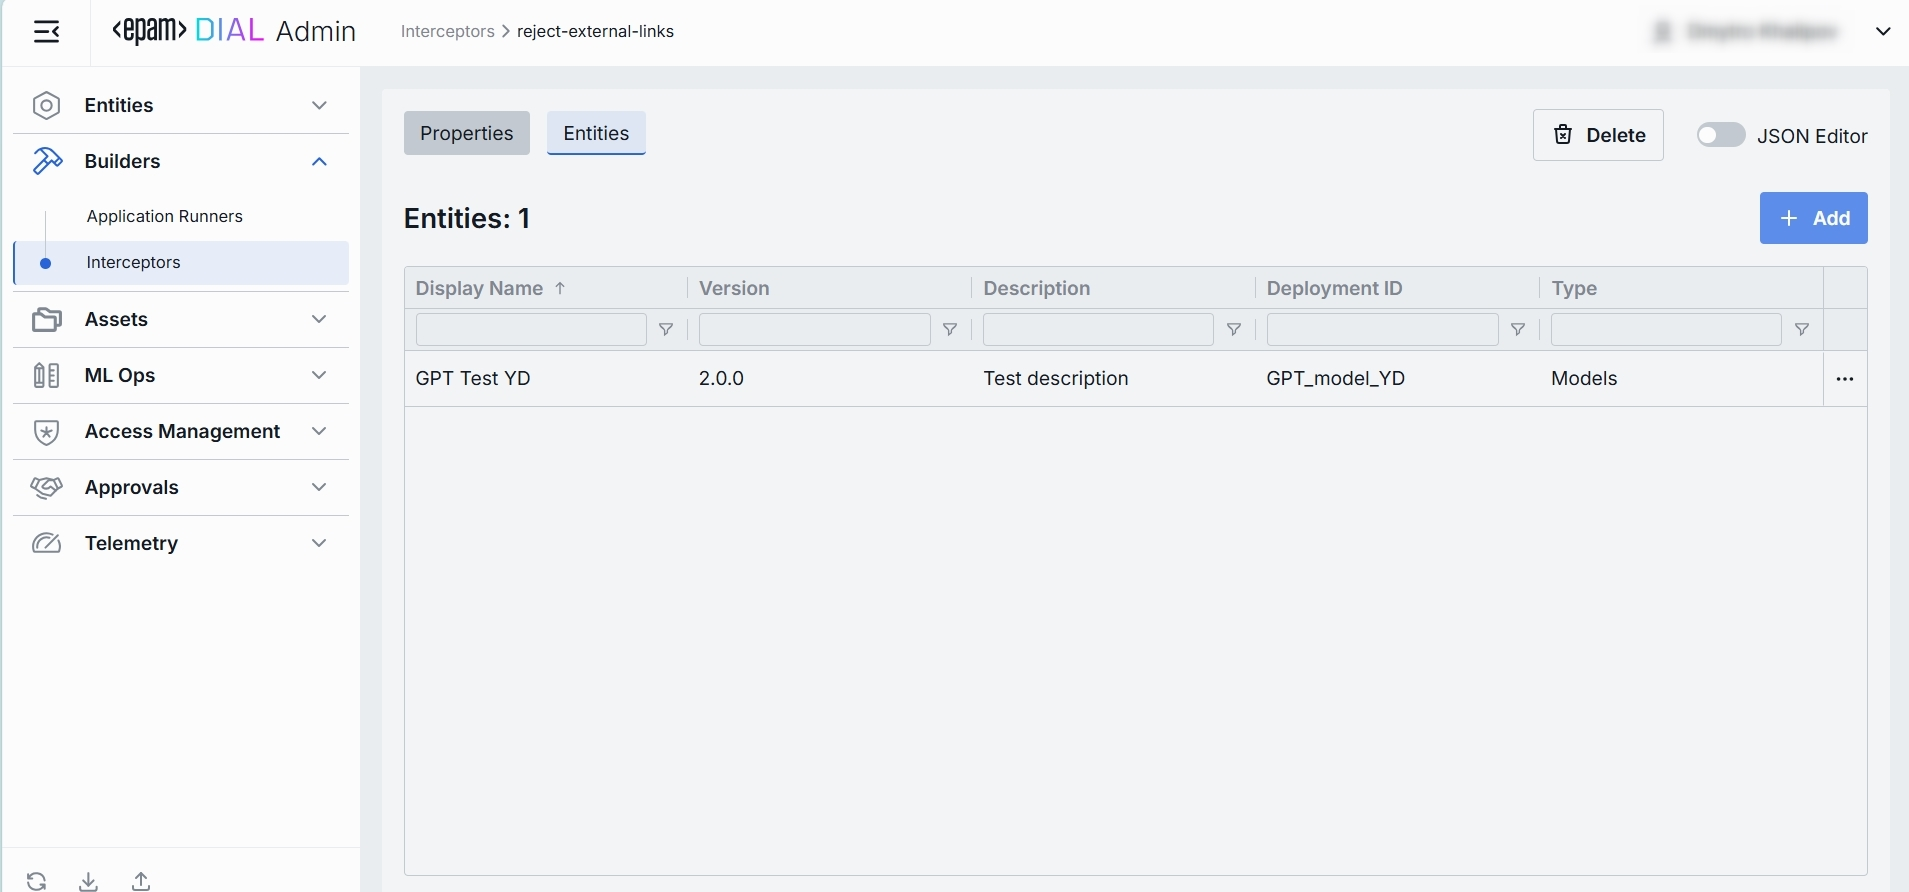 <epam> DIAL Admin
Interceptors > reject-external-links
Entities
Builders
Application Runners
Interceptors
Assets
ML Ops
Access Management
Approvals
Telemetry
Properties Entities
Delete JSON Editor
Entities: 1
+ Add
Display Name ↑ Version Description Deployment ID Type
GPT Test YD 2.0.0 Test description GPT_model_YD Models ...